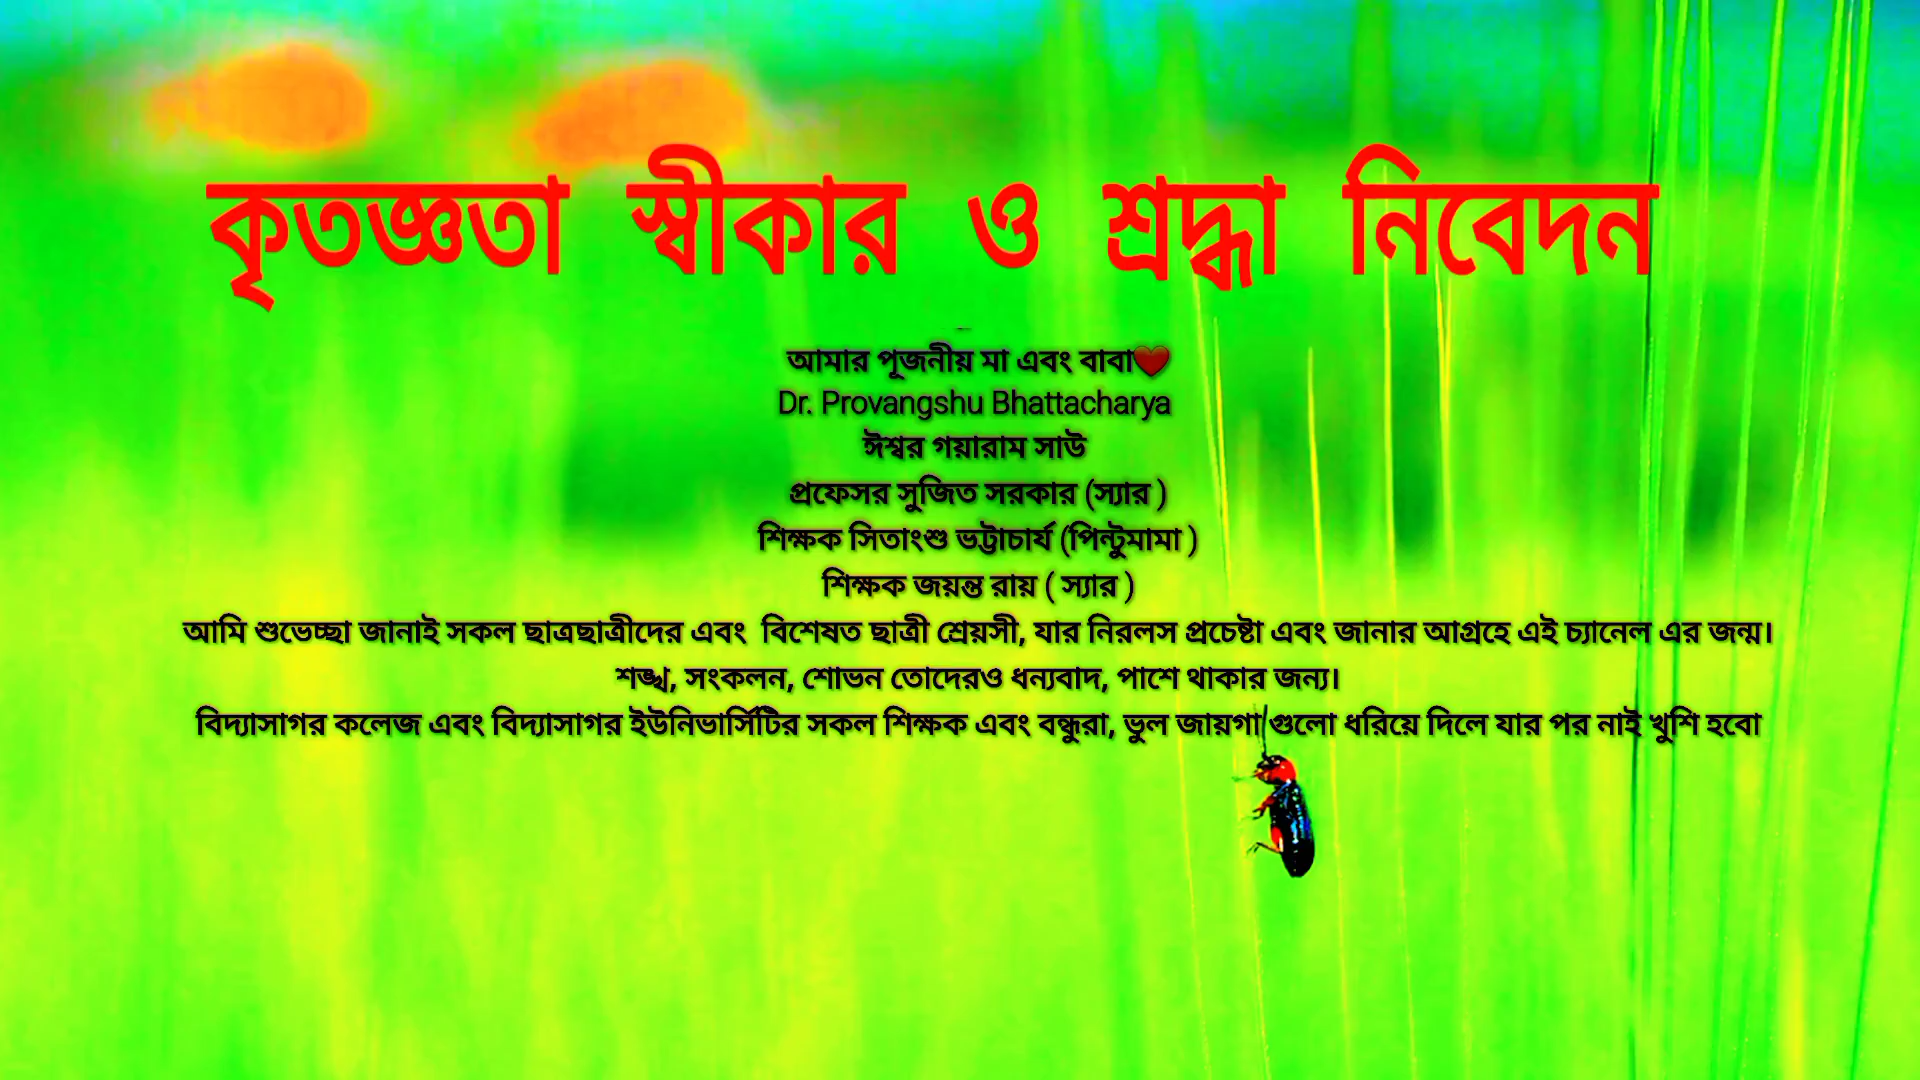 কৃতজ্ঞতা স্বীকার ও শ্রদ্ধা নিবেদন
আমার পূজনীয় মা এবং বাবা❤️
Dr. Provangshu Bhattacharya
ঈশ্বর গয়ারাম সাউ
প্রফেসর সুজিত সরকার (স্যার )
শিক্ষক সিতাংশু ভট্টাচার্য (পিন্টুমামা )
শিক্ষক জয়ন্ত রায় ( স্যার )
আমি শুভেচ্ছা জানাই সকল ছাত্রছাত্রীদের এবং বিশেষত ছাত্রী শ্রেয়সী, যার নিরলস প্রচেষ্টা এবং জানার আগ্রহে এই চ্যানেল এর জন্ম।
শঙ্খ, সংকলন, শোভন তোদেরও ধন্যবাদ, পাশে থাকার জন্য।
বিদ্যাসাগর কলেজ এবং বিদ্যাসাগর ইউনিভার্সিটির সকল শিক্ষক এবং বন্ধুরা, ভুল জায়গা গুলো ধরিয়ে দিলে যার পর নাই খুশি হবো